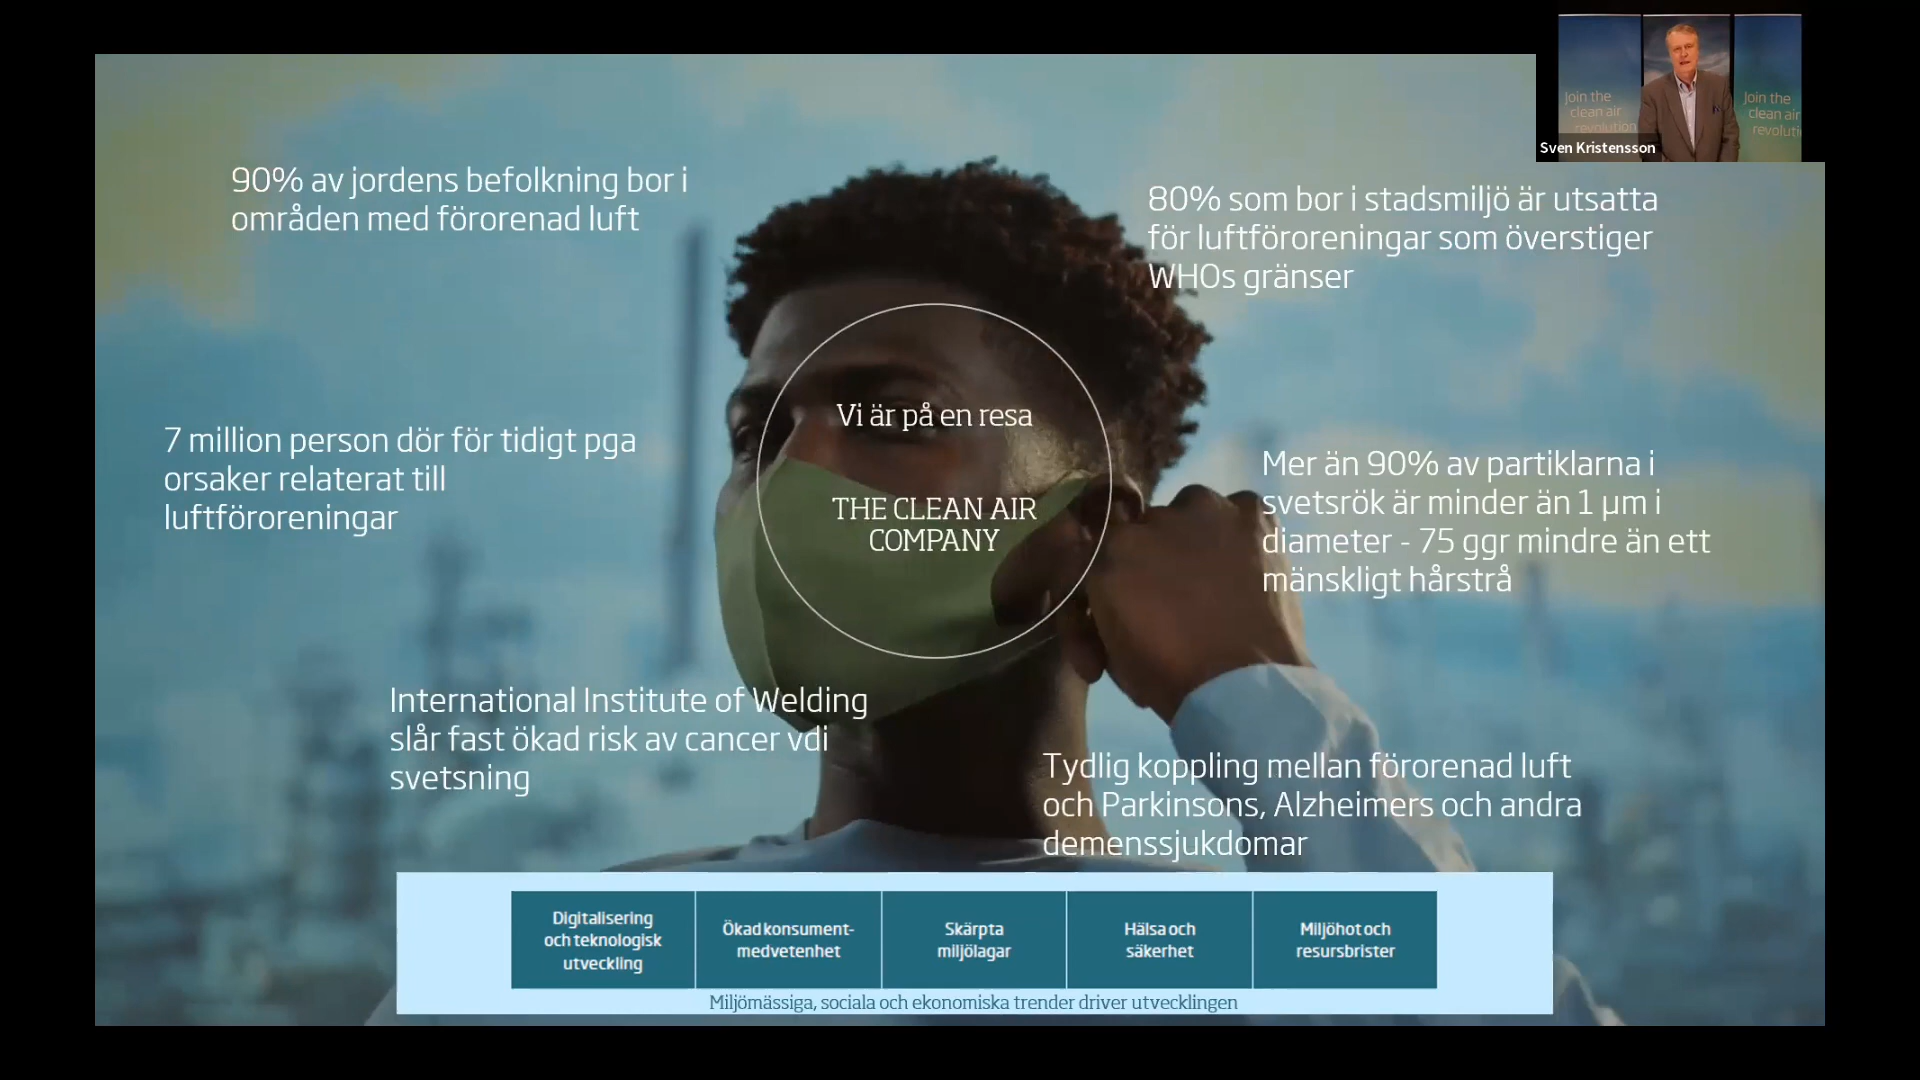 Join the
clean air
revolution
Join the
clean air
Sven Kristensson
90% av jordens befolkning bor i
områden med förorenad luft
80% som bor i stadsmiljö är utsatta
för luftföroreningar som överstiger
WHOs gränser
7 million person dör för tidigt pga
orsaker relaterat till
luftföroreningar
Vi är på en resa
THE CLEAN AIR
COMPANY
Mer än 90% av partiklarna i
svetsrök är minder än 1 µm i
diameter - 75 ggr mindre än ett
mänskligt hårstrå
International Institute of Welding
slår fast ökad risk av cancer vdi
svetsning
Tydlig koppling mellan förorenad luft
och Parkinsons, Alzheimers och andra
demenssjukdomar
Digitalisering
och teknologisk
utveckling
Ökad konsument-
medvetenhet
Skärpta
miljölagar
Hälsa och
säkerhet
Miljöhot och
resursbrister
Miljömässiga, sociala och ekonomiska trender driver utvecklingen